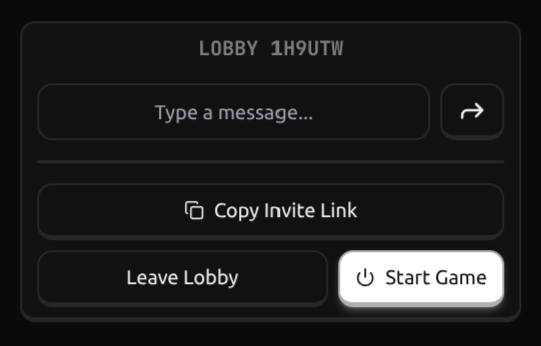 LOBBY 1H9UTW
Type a message...
Copy Invite Link
Leave Lobby
Start Game